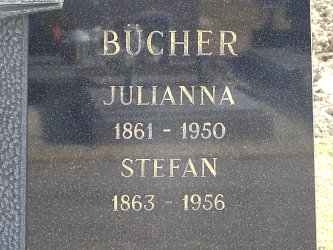 BÜCHER
JULIANNA
1861 - 1950
STEFAN
1863 - 1956